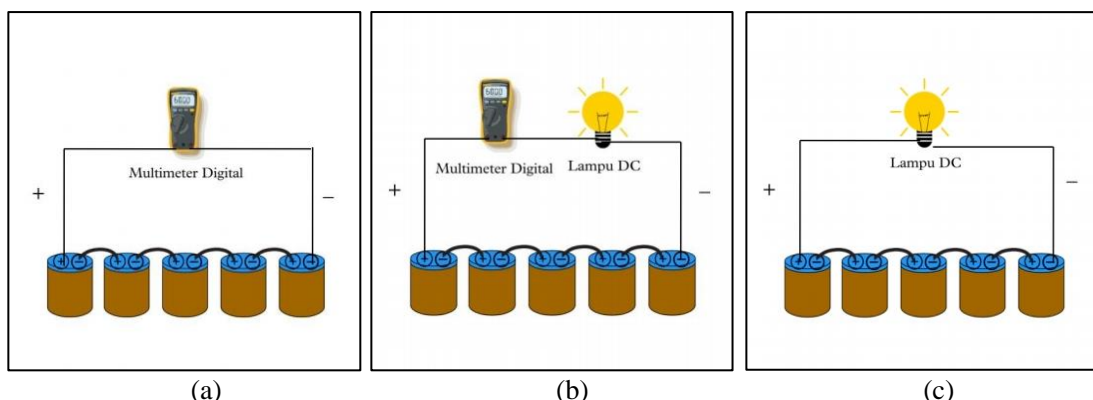 Multimeter Digital
+
−
Multimeter Digital Lampu DC
+
−
Lampu DC
+
−
(a) (b) (c)